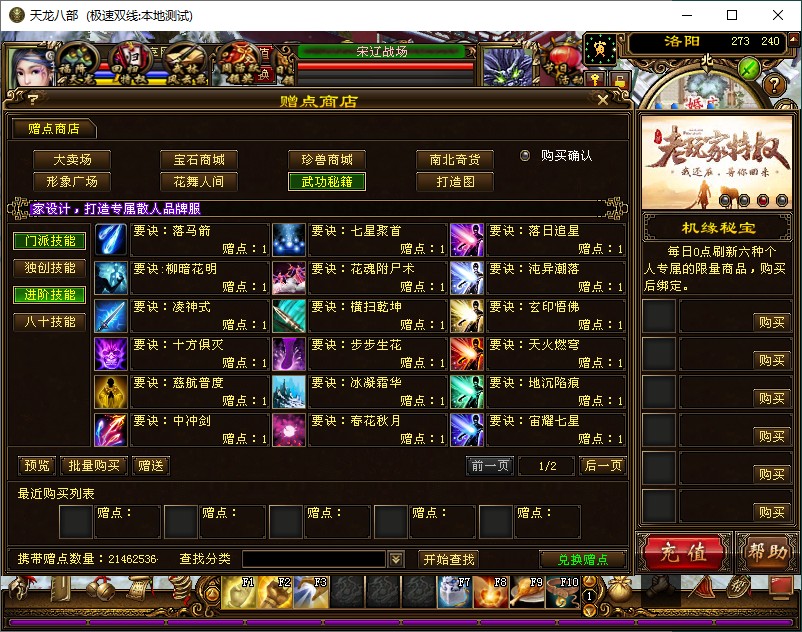 天龙八部 (极速双线:本地测试)
宋辽战场
洛阳 273 240
北
?
赠点商店
赠点商店
大卖场 宝石商城 珍兽商城 南北奇货 购买确认
形象广场 花舞人间 武功秘籍 打造图
家设计，打造专属散人品牌服
门派技能
独创技能
进阶技能
八十技能
要诀：落马箭
赠点：1
要诀：七星聚首
赠点：1
要诀：落日追星
赠点：1
要诀:柳暗花明
赠点：1
要诀：花魂附尸术
赠点：1
要诀：沌异潮落
赠点：1
要诀：凌神式
赠点：1
要诀：横扫乾坤
赠点：1
要诀：玄印悟佛
赠点：1
要诀：十方俱灭
赠点：1
要诀：步步生花
赠点：1
要诀：天火燃穹
赠点：1
要诀：慈航普度
赠点：1
要诀：冰凝霜华
赠点：1
要诀：地沉陷痕
赠点：1
要诀：中冲剑
赠点：1
要诀：春花秋月
赠点：1
要诀：宙耀七星
赠点：1
预览 批量购买 赠送 前一页 1/2 后一页
最近购买列表
赠点： 赠点： 赠点： 赠点： 赠点：
携带赠点数量：21462536 查找分类 开始查找 兑换赠点
老玩家特权
我还在，等你回来
机缘秘宝
每日0点刷新六种个
人专属的限量商品，购买
后绑定。
购买
购买
购买
购买
购买
购买
充值 帮助
F1 F2 F3 F7 F8 F9 F10 1